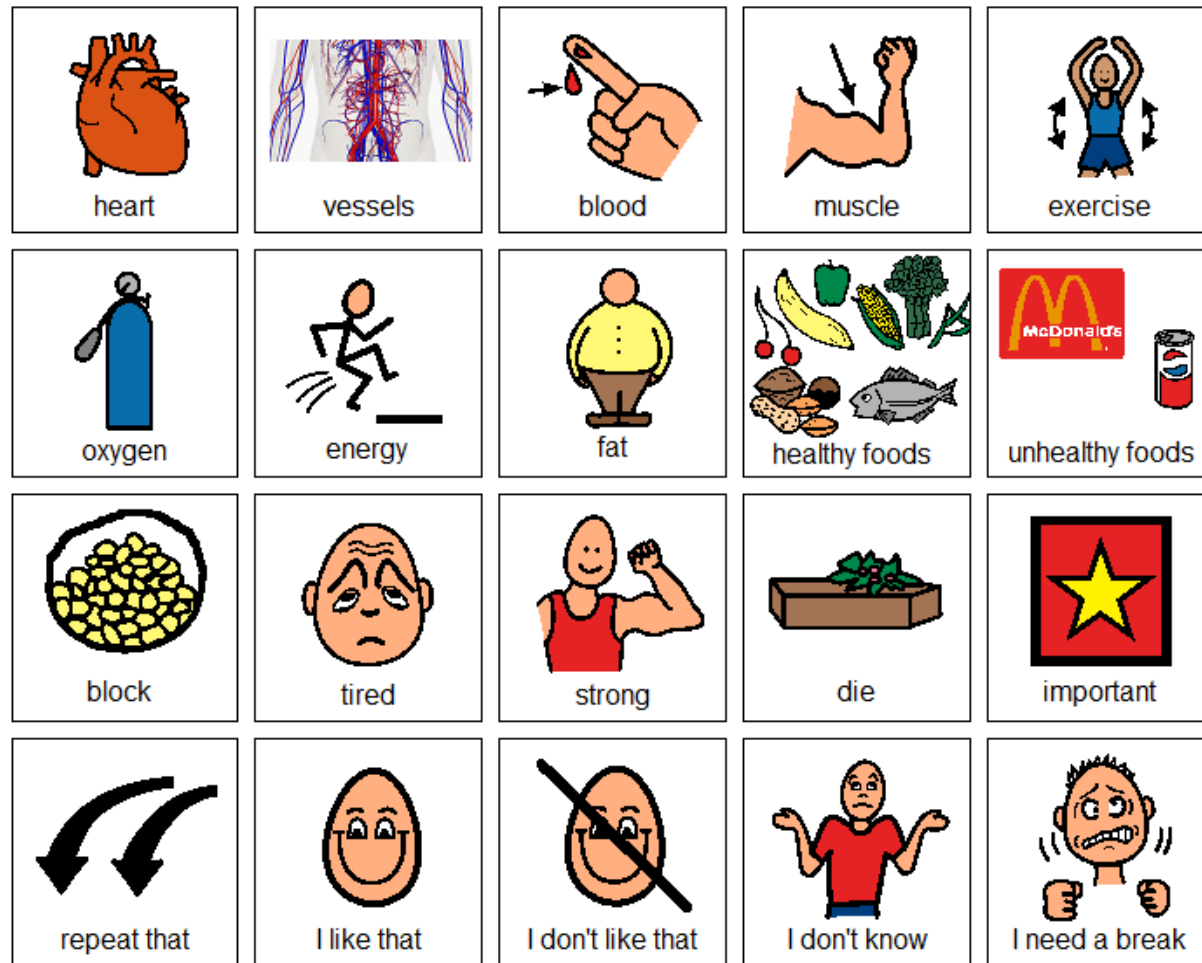 heart
vessels
blood
muscle
exercise
McDonald's
oxygen
energy
fat
healthy foods
unhealthy foods
block
tired
strong
die
important
repeat that
I like that
I don't like that
I don't know
I need a break